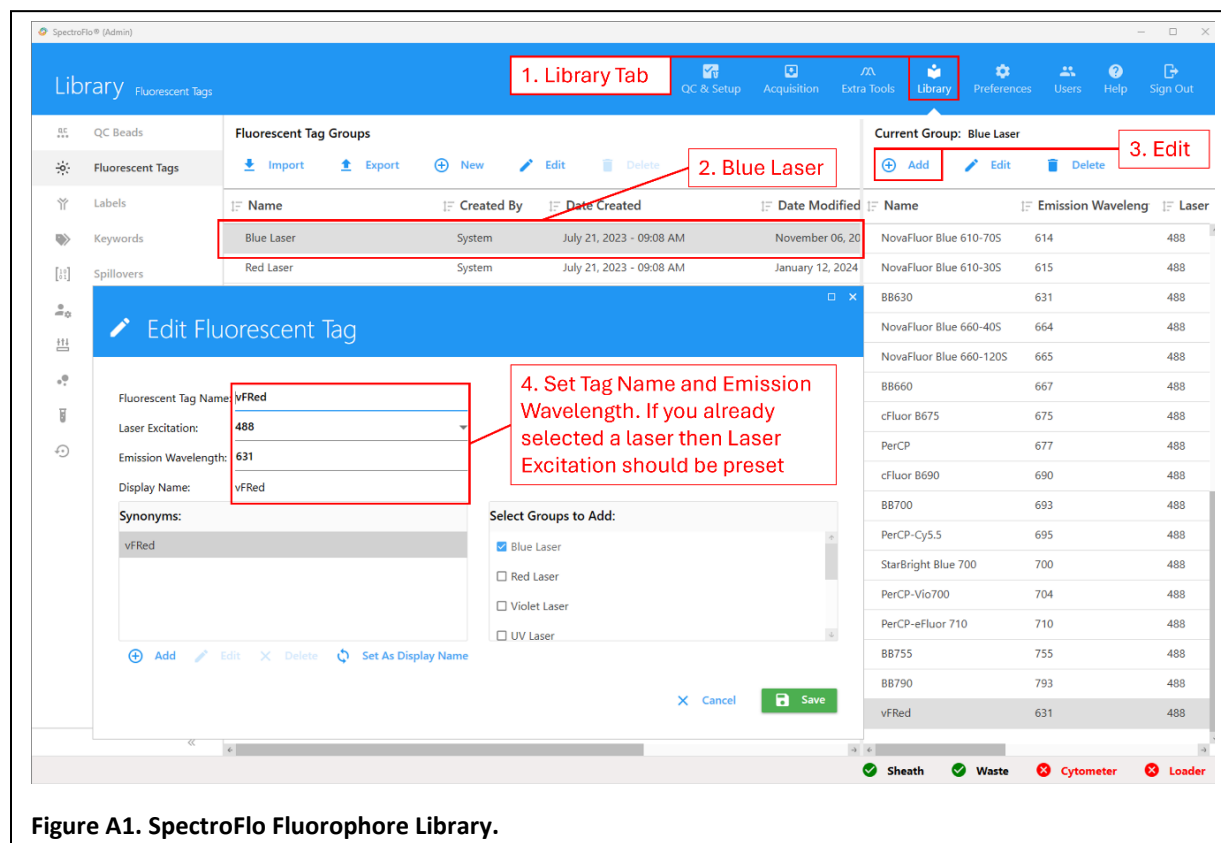 SpectroFlo® (Admin)
Library Fluorescent Tags
1. Library Tab
QC & Setup Acquisition Extra Tools Library Preferences Users Help Sign Out
QC Beads
Fluorescent Tags
Labels
Keywords
Spillovers
Fluorescent Tag Groups
Import Export New Edit Delete
2. Blue Laser
Name Created By Date Created Date Modified
Blue Laser System July 21, 2023 - 09:08 AM November 06, 20
Red Laser System July 21, 2023 - 09:08 AM January 12, 2024
Current Group: Blue Laser
3. Edit
Add Edit Delete
Name Emission Waveleng Laser
NovaFluor Blue 610-70S 614 488
NovaFluor Blue 610-30S 615 488
BB630 631 488
NovaFluor Blue 660-40S 664 488
NovaFluor Blue 660-120S 665 488
BB660 667 488
cFluor B675 675 488
PerCP 677 488
cFluor B690 690 488
BB700 693 488
PerCP-Cy5.5 695 488
StarBright Blue 700 700 488
PerCP-Vio700 704 488
PerCP-eFluor 710 710 488
BB755 755 488
BB790 793 488
vFRed 631 488
Edit Fluorescent Tag
Fluorescent Tag Name: vFRed
Laser Excitation: 488
Emission Wavelength: 631
Display Name: vFRed
4. Set Tag Name and Emission
Wavelength. If you already
selected a laser then Laser
Excitation should be preset
Synonyms:
vFRed
Select Groups to Add:
Blue Laser
Red Laser
Violet Laser
UV Laser
Add Edit Delete Set As Display Name
Cancel Save
Sheath Waste Cytometer Loader
Figure A1. SpectroFlo Fluorophore Library.